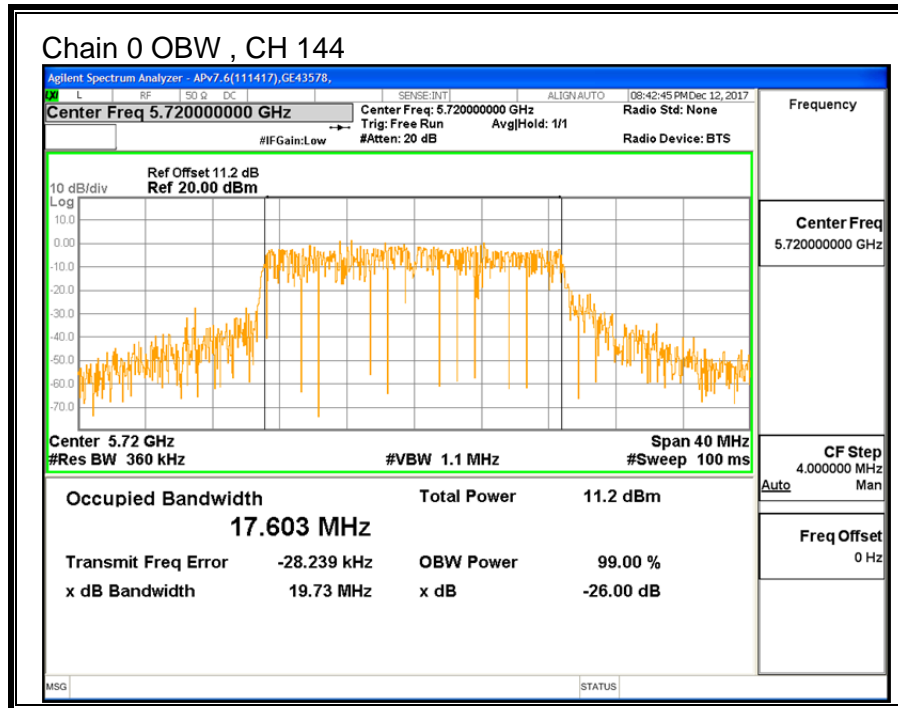 Chain 0 OBW , CH 144
Agilent Spectrum Analyzer - APv7.6(111417),GE43578,
LXI L RF 50 Ω DC SENSE:INT ALIGN AUTO 08:42:45 PM Dec 12, 2017
Center Freq 5.720000000 GHz
Center Freq: 5.720000000 GHz Radio Std: None
Trig: Free Run Avg|Hold: 1/1
#IFGain:Low #Atten: 20 dB Radio Device: BTS
Ref Offset 11.2 dB
10 dB/div Ref 20.00 dBm
Log
10.0
0.00
-10.0
-20.0
-30.0
-40.0
-50.0
-60.0
-70.0
Center 5.72 GHz Span 40 MHz
#Res BW 360 kHz #VBW 1.1 MHz #Sweep 100 ms
Occupied Bandwidth Total Power 11.2 dBm
17.603 MHz
Transmit Freq Error -28.239 kHz OBW Power 99.00 %
x dB Bandwidth 19.73 MHz x dB -26.00 dB
MSG STATUS
Frequency
Center Freq
5.720000000 GHz
CF Step
4.000000 MHz
Auto Man
Freq Offset
0 Hz